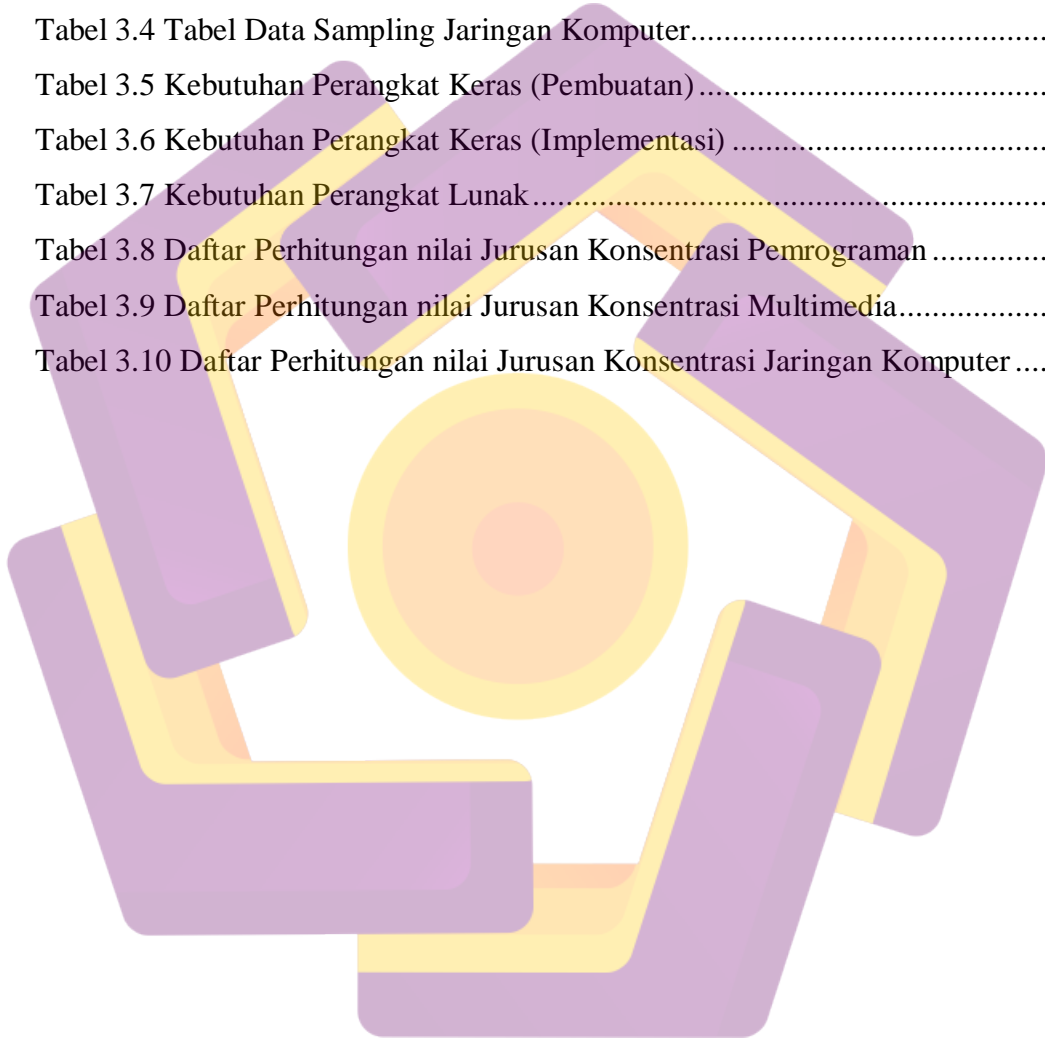 Tabel 3.4 Tabel Data Sampling Jaringan Komputer............................................
Tabel 3.5 Kebutuhan Perangkat Keras (Pembuatan)...........................................
Tabel 3.6 Kebutuhan Perangkat Keras (Implementasi) .......................................
Tabel 3.7 Kebutuhan Perangkat Lunak................................................................
Tabel 3.8 Daftar Perhitungan nilai Jurusan Konsentrasi Pemrograman ..............
Tabel 3.9 Daftar Perhitungan nilai Jurusan Konsentrasi Multimedia..................
Tabel 3.10 Daftar Perhitungan nilai Jurusan Konsentrasi Jaringan Komputer ....